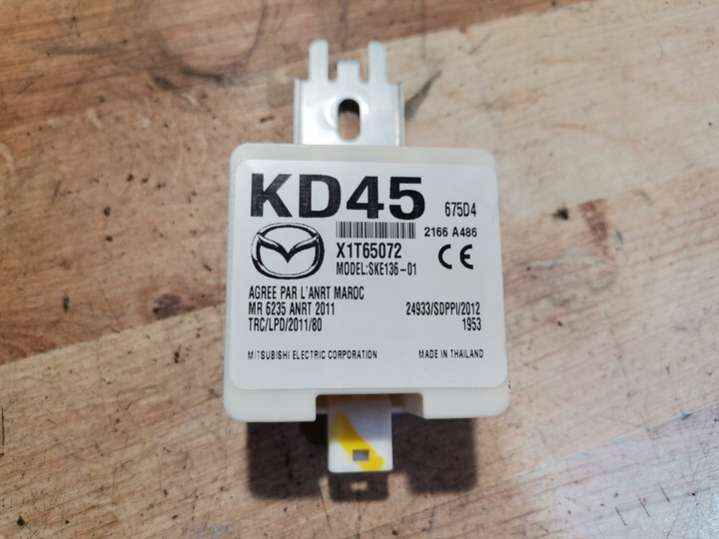 KD45 675D4
2166 A486
X1T65072
MODEL:SKE136-01
AGREE PAR L'ANRT MAROC
MR 6235 ANRT 2011 24933/SDPPI/2012
TRC/LPD/2011/80 1953
MITSUBISHI ELECTRIC CORPORATION MADE IN THAILAND